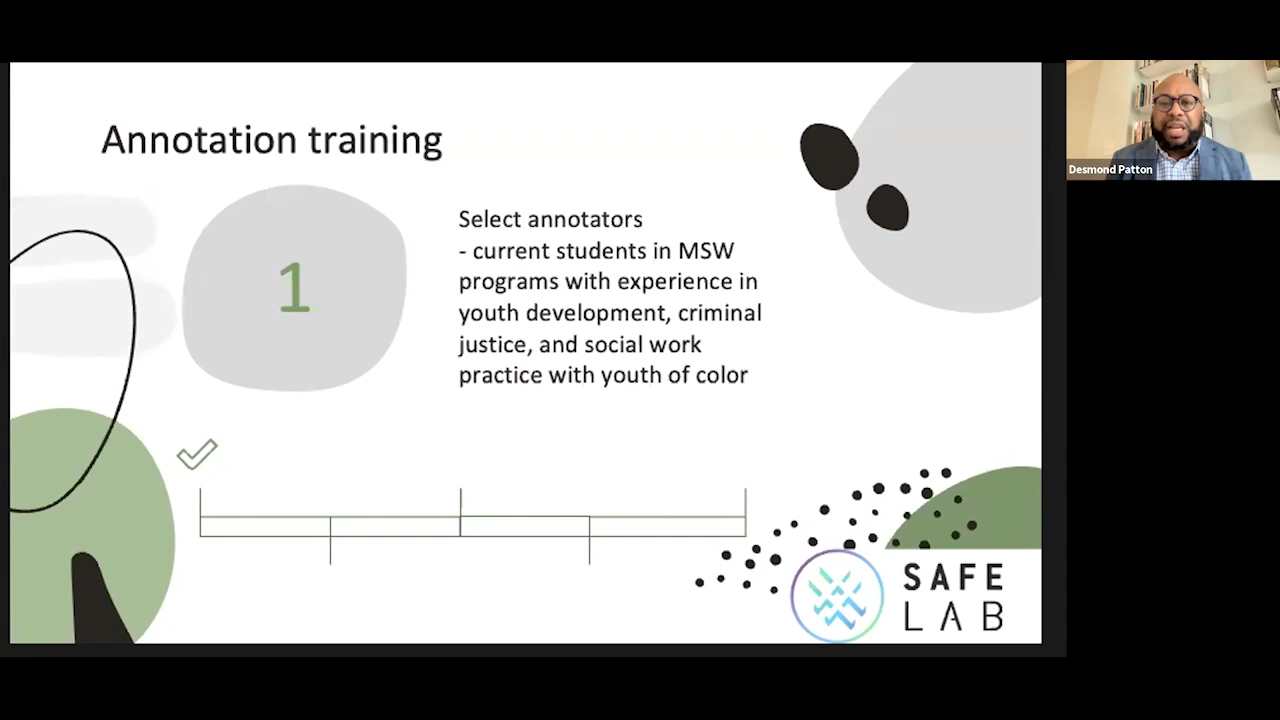 Annotation training
1
Select annotators
- current students in MSW
programs with experience in
youth development, criminal
justice, and social work
practice with youth of color
SAFE
LAB
Desmond Patton